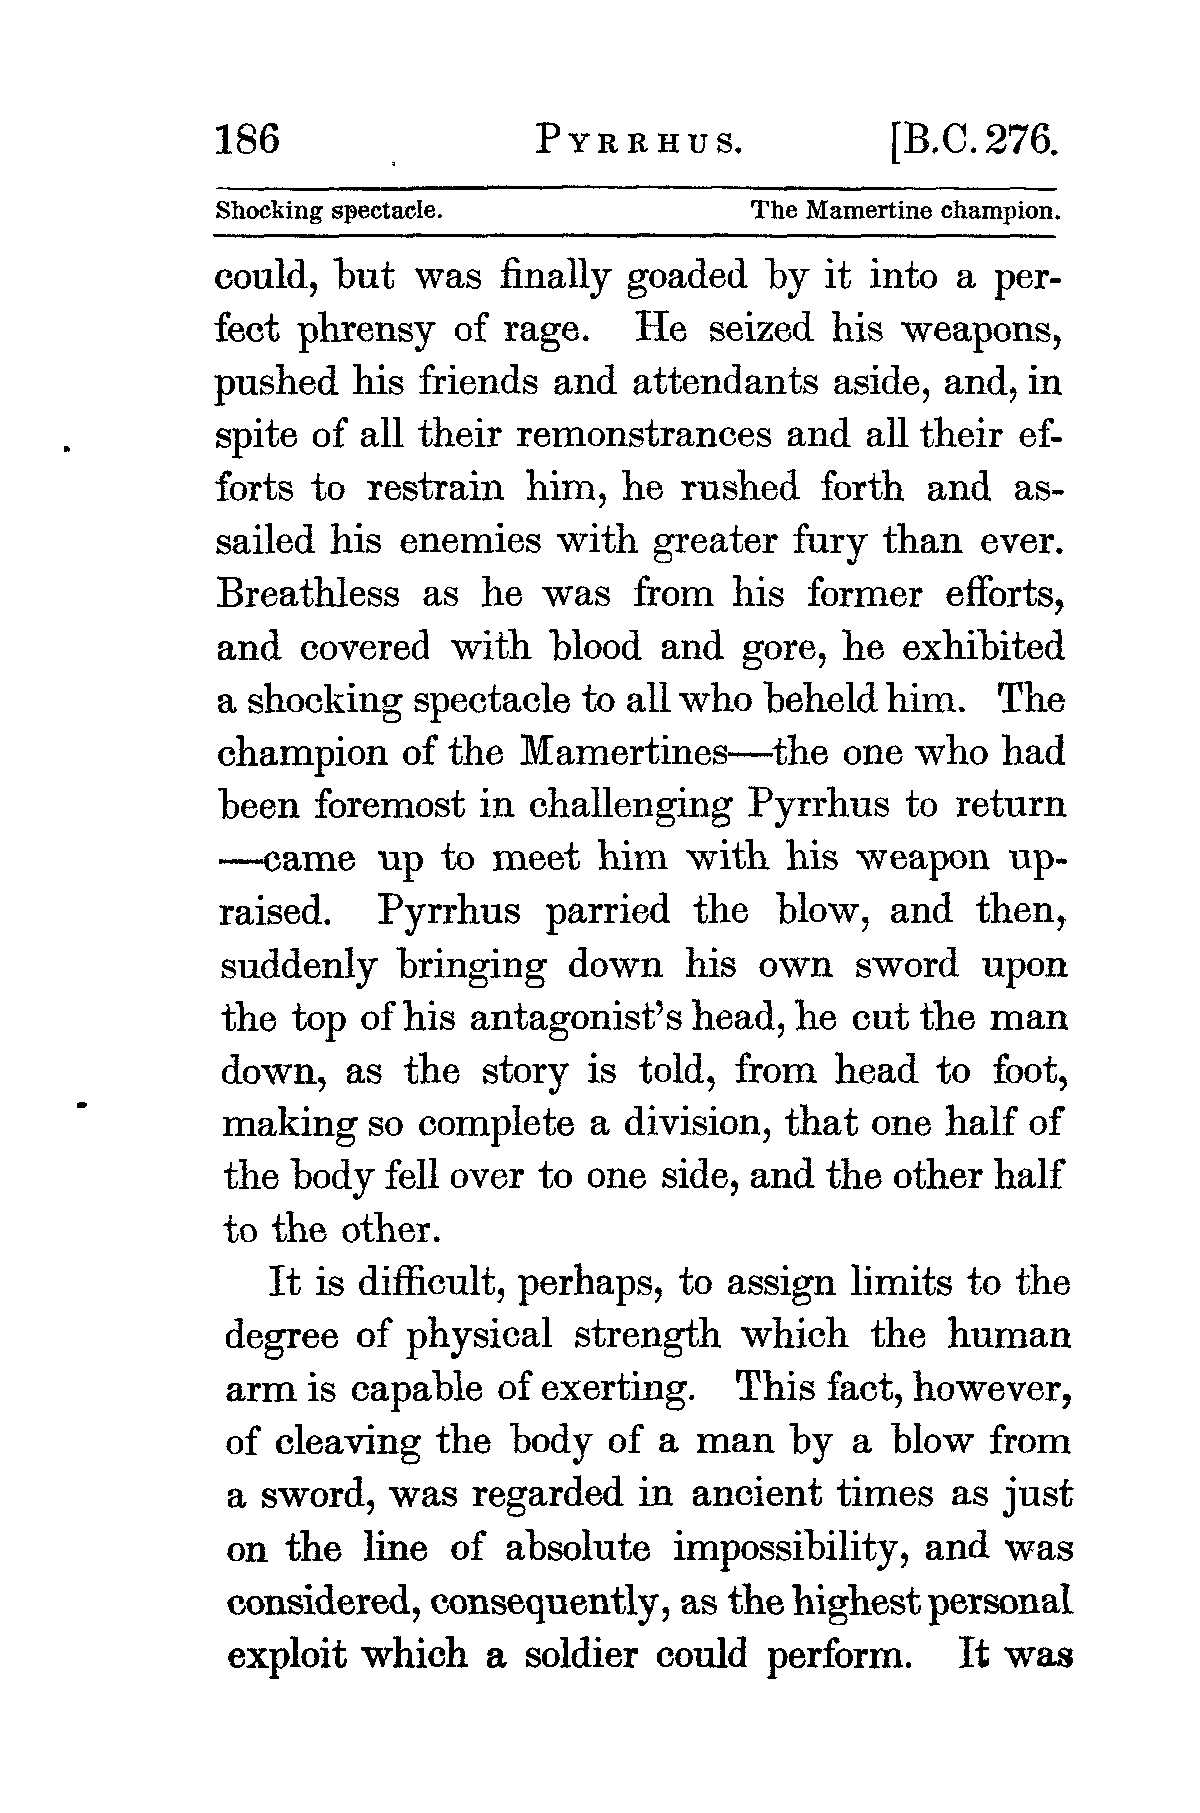 186 PYRRHUS. [B.C. 276.
Shocking spectacle. The Mamertine champion.
could, but was finally goaded by it into a per-
fect phrensy of rage. He seized his weapons,
pushed his friends and attendants aside, and, in
spite of all their remonstrances and all their ef-
forts to restrain him, he rushed forth and as-
sailed his enemies with greater fury than ever.
Breathless as he was from his former efforts,
and covered with blood and gore, he exhibited
a shocking spectacle to all who beheld him. The
champion of the Mamertines—the one who had
been foremost in challenging Pyrrhus to return
—came up to meet him with his weapon up-
raised. Pyrrhus parried the blow, and then,
suddenly bringing down his own sword upon
the top of his antagonist's head, he cut the man
down, as the story is told, from head to foot,
making so complete a division, that one half of
the body fell over to one side, and the other half
to the other.
It is difficult, perhaps, to assign limits to the
degree of physical strength which the human
arm is capable of exerting. This fact, however,
of cleaving the body of a man by a blow from
a sword, was regarded in ancient times as just
on the line of absolute impossibility, and was
considered, consequently, as the highest personal
exploit which a soldier could perform. It was